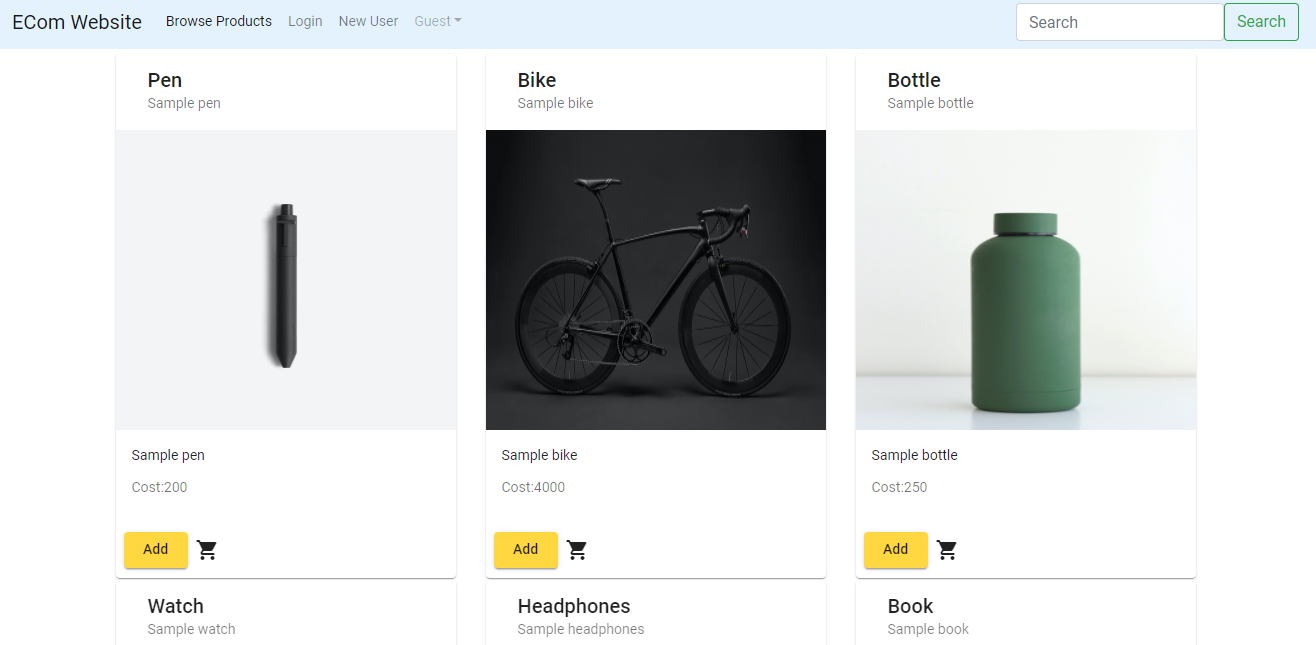 ECom Website Browse Products Login New User Guest Search Search
Pen
Sample pen
Bike
Sample bike
Bottle
Sample bottle
Sample pen
Cost:200
Add
Sample bike
Cost:4000
Add
Sample bottle
Cost:250
Add
Watch
Sample watch
Headphones
Sample headphones
Book
Sample book